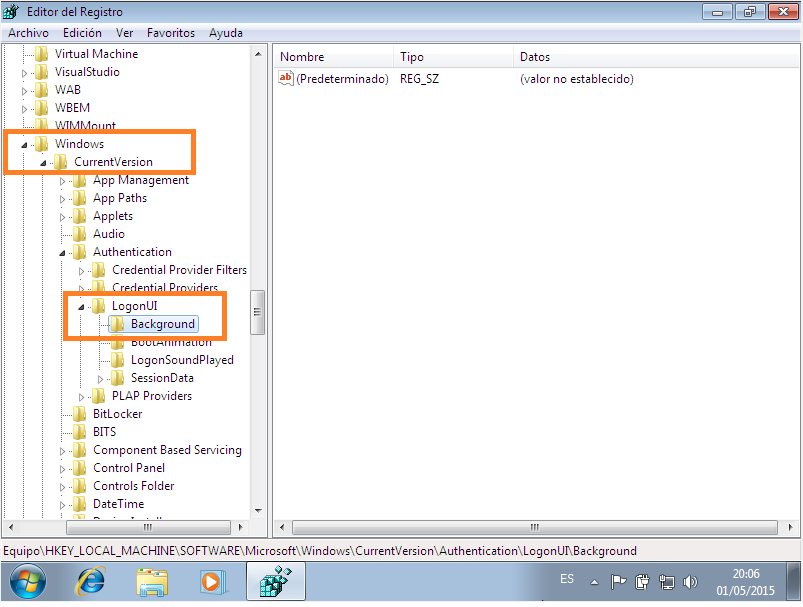 Editor del Registro
Archivo Edición Ver Favoritos Ayuda
Virtual Machine
VisualStudio
WAB
WBEM
WIMMount
Windows
CurrentVersion
App Management
App Paths
Applets
Audio
Authentication
Credential Provider Filters
Credential Providers
LogonUI
Background
BootAnimation
LogonSoundPlayed
SessionData
PLAP Providers
BitLocker
BITS
Component Based Servicing
Control Panel
Controls Folder
DateTime
Nombre Tipo Datos
ab (Predeterminado) REG_SZ (valor no establecido)
Equipo\HKEY_LOCAL_MACHINE\SOFTWARE\Microsoft\Windows\CurrentVersion\Authentication\LogonUI\Background
ES
20:06
01/05/2015